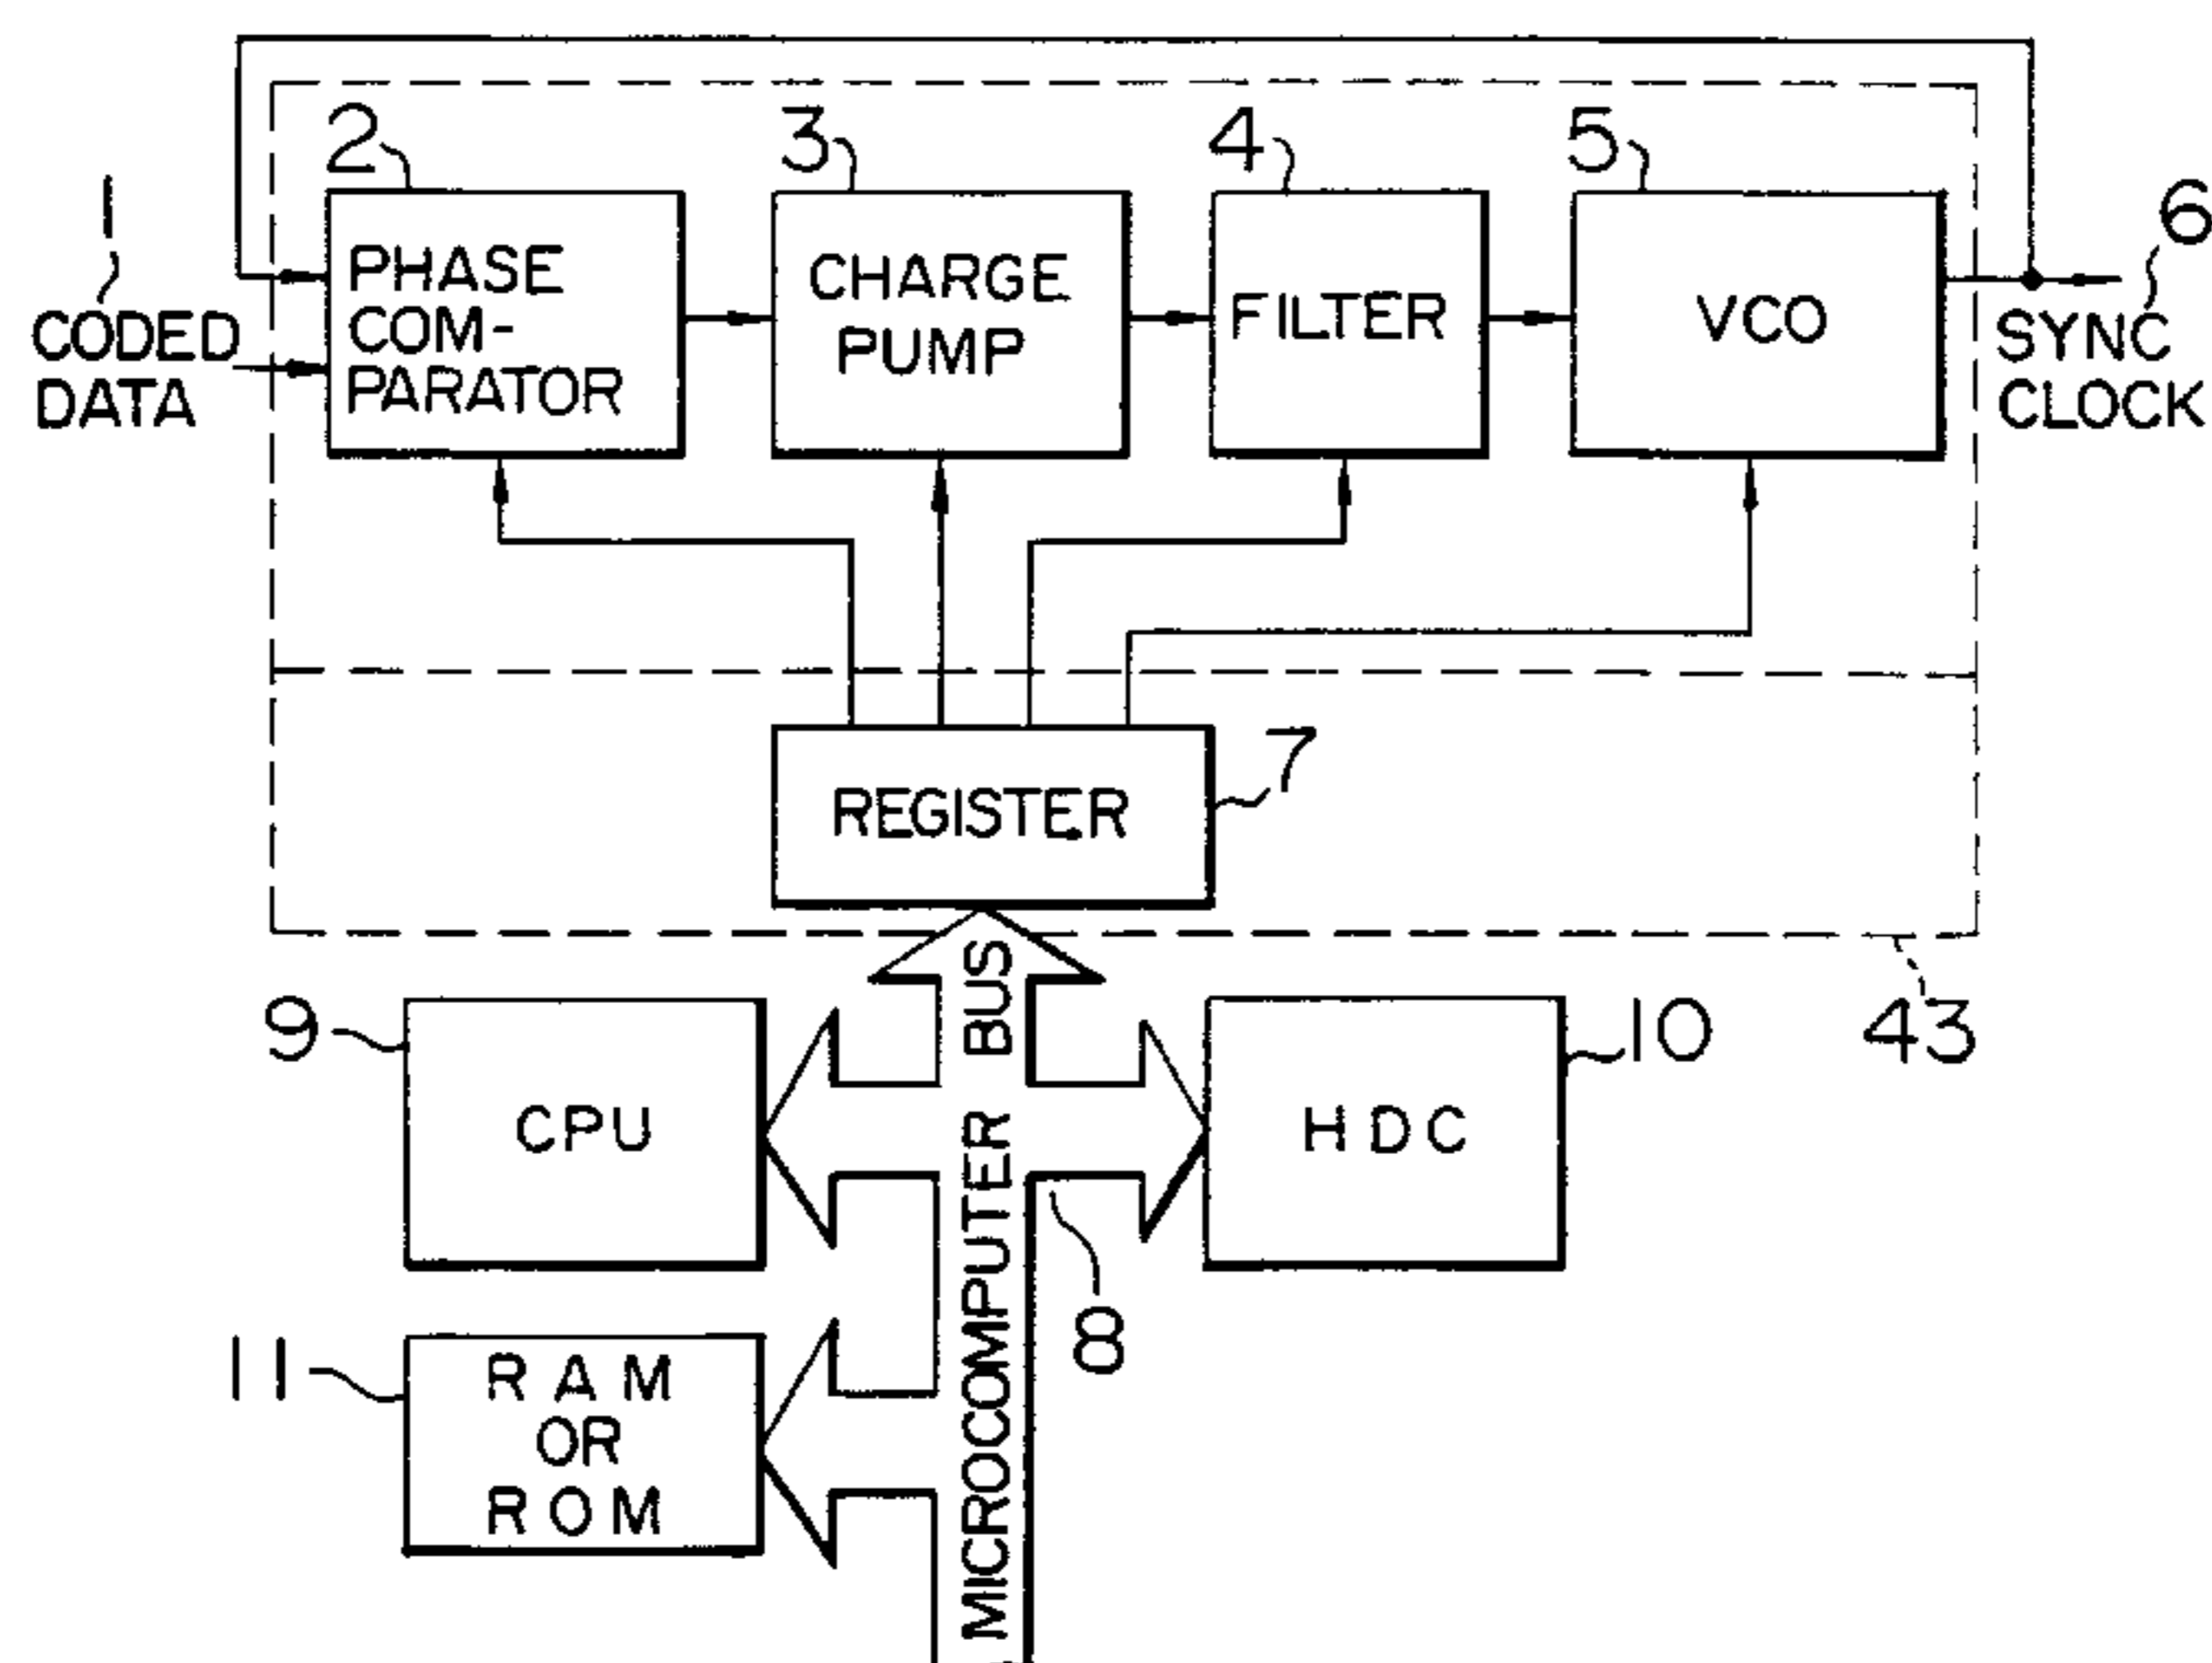 2
3
4
5
1
6
PHASE
COM-
PARATOR
CHARGE
PUMP
FILTER
VCO
CODED
DATA
SYNC
CLOCK
7
REGISTER
43
9
CPU
10
HDC
8
11
RAM
OR
ROM
MICROCOMPUTER BUS